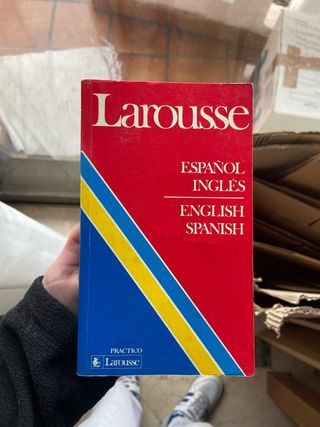 Larousse
ESPAÑOL
INGLÉS
ENGLISH
SPANISH
PRACTICO
Larousse